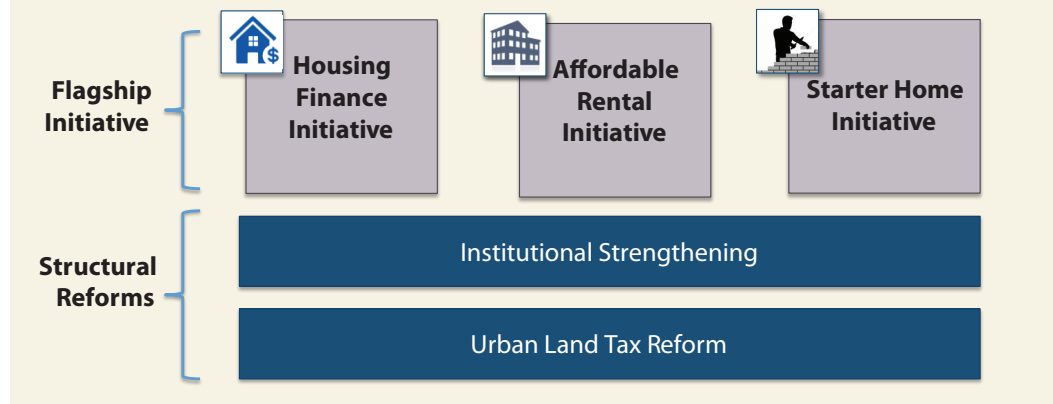 Flagship
Initiative
$
Housing
Finance
Initiative
Affordable
Rental
Initiative
Starter Home
Initiative
Structural
Reforms
Institutional Strengthening
Urban Land Tax Reform